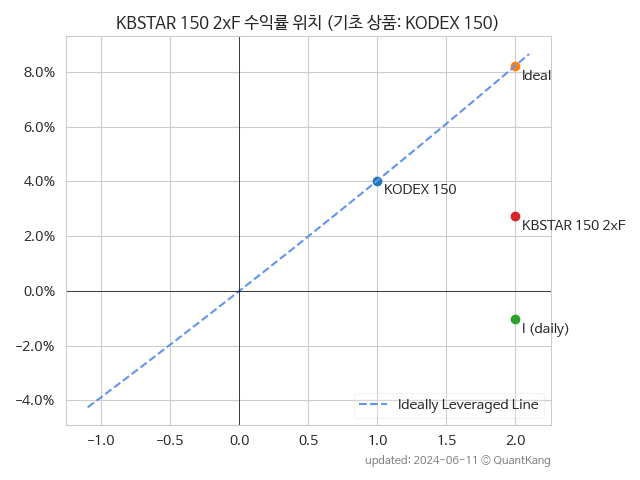 KBSTAR 150 2xF 수익률 위치 (기초 상품: KODEX 150)
8.0%
6.0%
4.0%
2.0%
0.0%
−2.0%
−4.0%
Ideal
KODEX 150
KBSTAR 150 2xF
I (daily)
Ideally Leveraged Line
−1.0 −0.5 0.0 0.5 1.0 1.5 2.0
updated: 2024-06-11 © QuantKang